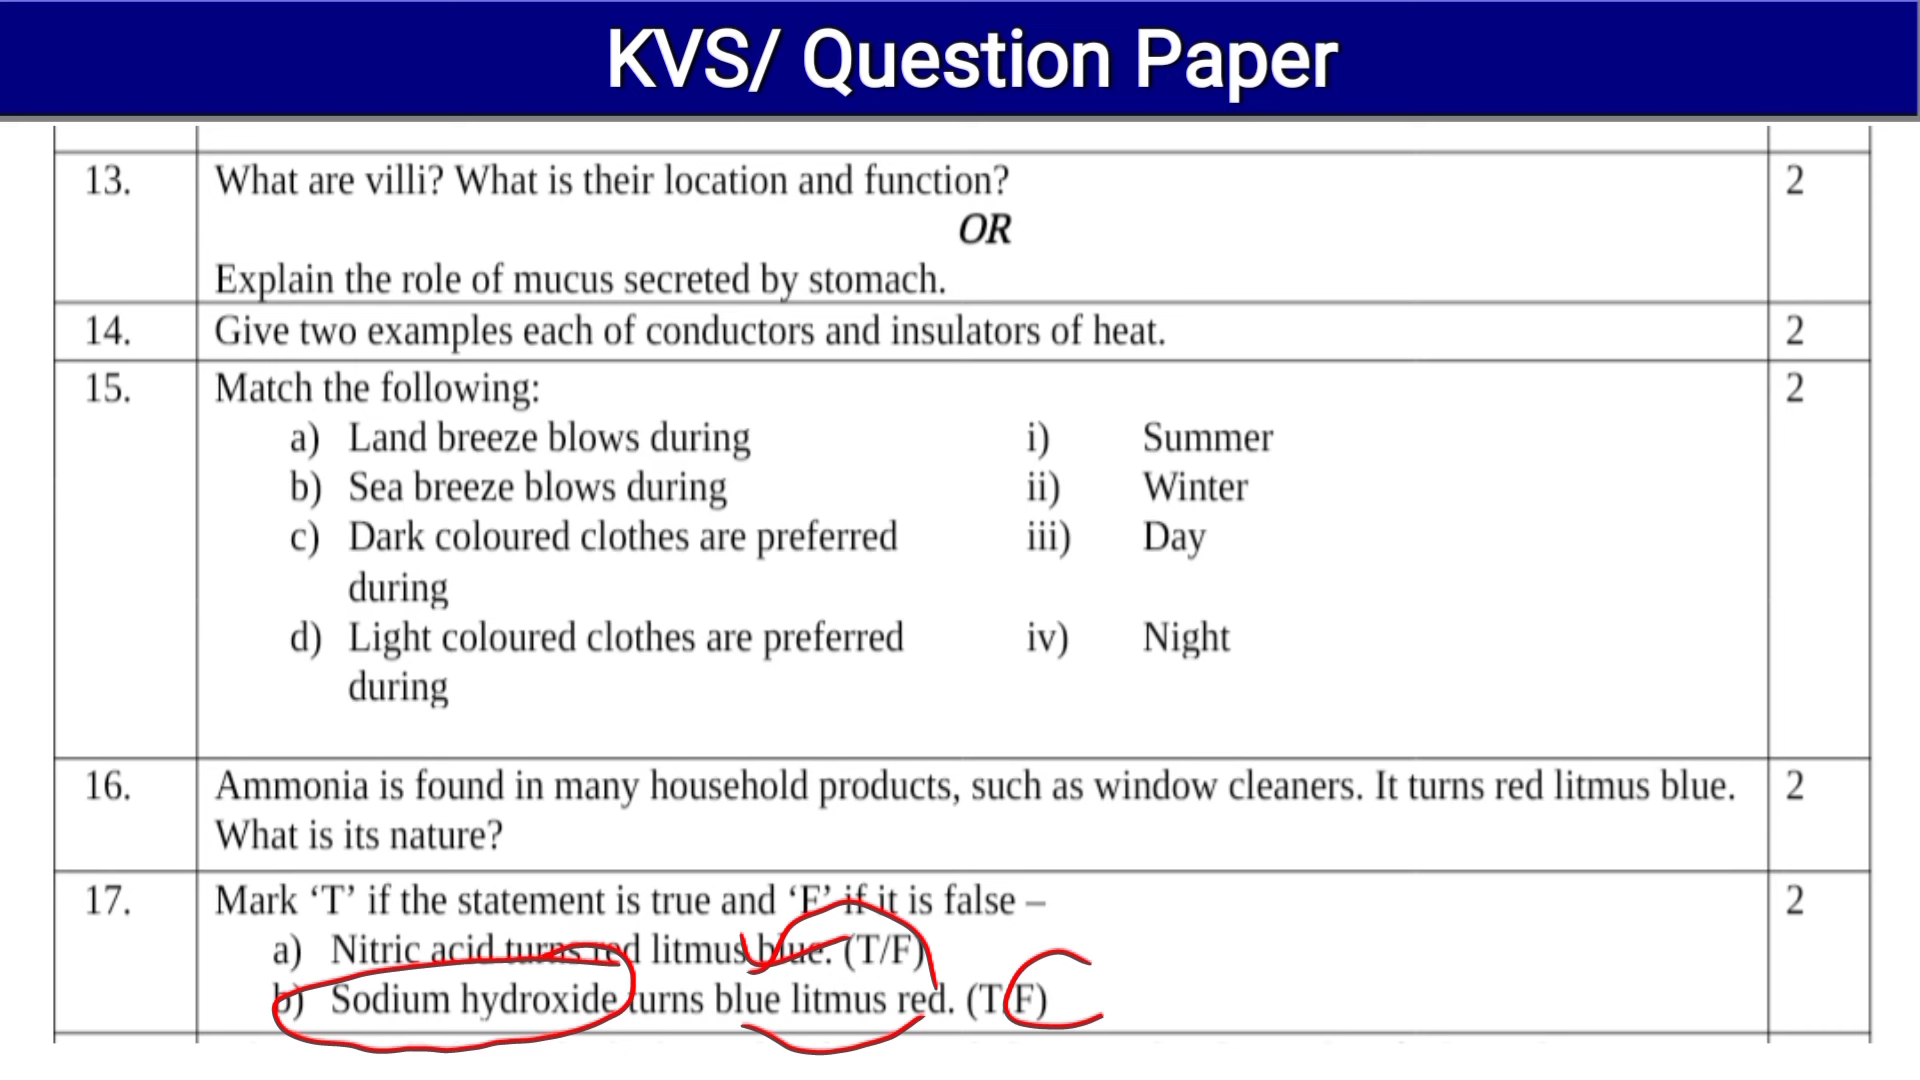 KVS/ Question Paper
13. What are villi? What is their location and function? 2
OR
Explain the role of mucus secreted by stomach.
14. Give two examples each of conductors and insulators of heat. 2
15. Match the following: 2
a) Land breeze blows during i) Summer
b) Sea breeze blows during ii) Winter
c) Dark coloured clothes are preferred iii) Day
during
d) Light coloured clothes are preferred iv) Night
during
16. Ammonia is found in many household products, such as window cleaners. It turns red litmus blue. 2
What is its nature?
17. Mark ‘T’ if the statement is true and ‘F’ if it is false – 2
a) Nitric acid turns red litmus blue. (T/F)
b) Sodium hydroxide turns blue litmus red. (T/F)